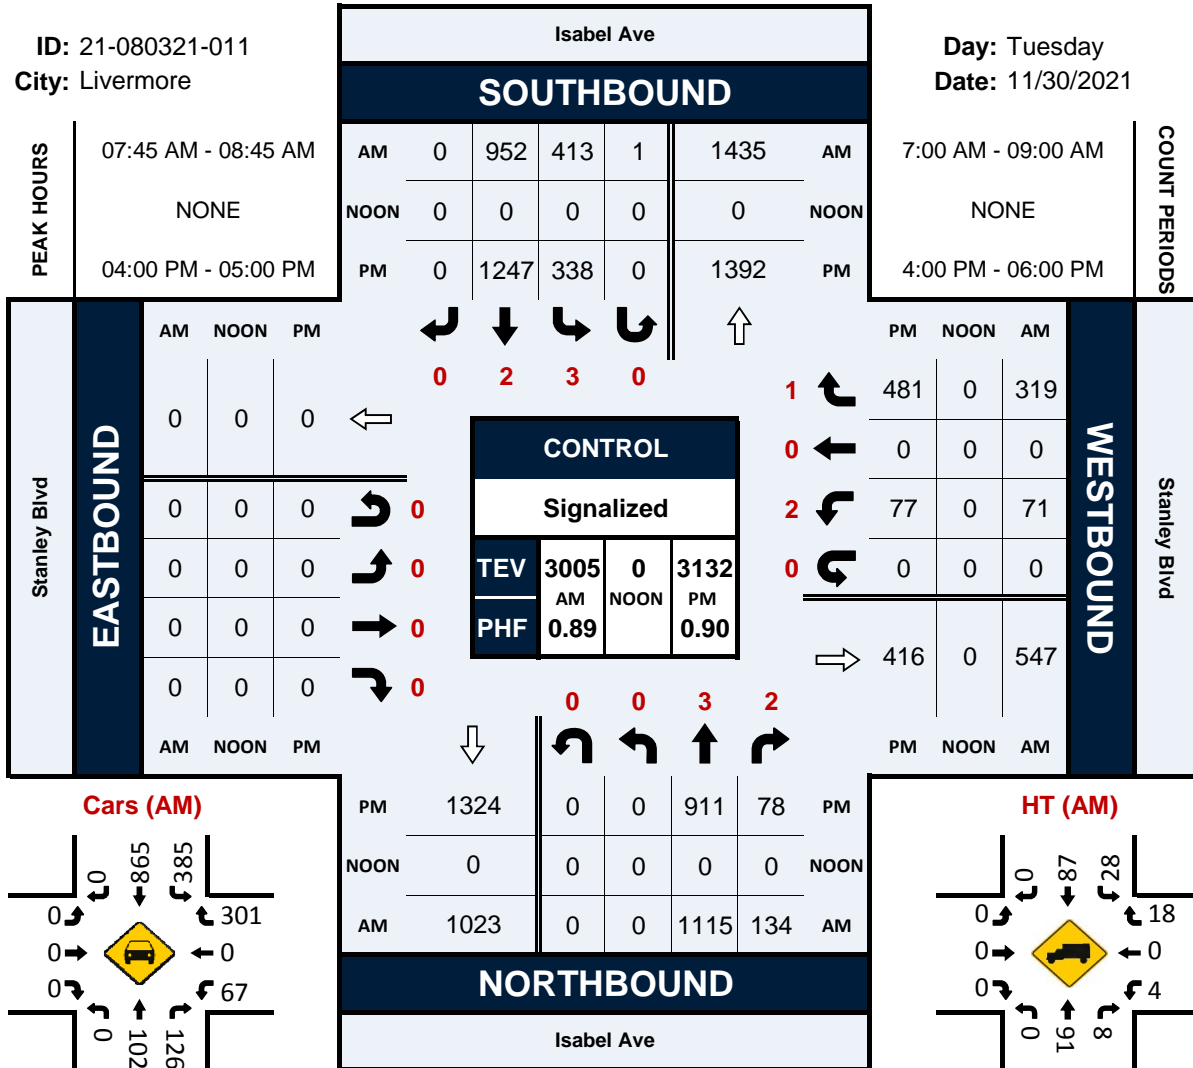 Isabel Ave
ID: 21-080321-011
City: Livermore
Day: Tuesday
Date: 11/30/2021
SOUTHBOUND
PEAK HOURS
07:45 AM - 08:45 AM
NONE
04:00 PM - 05:00 PM
AM 0 952 413 1 1435 AM
NOON 0 0 0 0 0 NOON
PM 0 1247 338 0 1392 PM
7:00 AM - 09:00 AM
NONE
4:00 PM - 06:00 PM
COUNT PERIODS
0 2 3 0
Stanley Blvd
EASTBOUND
AM NOON PM
0 0 0
0 0 0 0
0 0 0 0
0 0 0 0
0 0 0 0
AM NOON PM
CONTROL
Signalized
TEV 3005 0 3132
AM NOON PM
PHF 0.89 0.90
PM NOON AM
1 481 0 319
0 0 0 0
2 77 0 71
0 0 0 0
416 0 547
PM NOON AM
WESTBOUND
Stanley Blvd
0 0 3 2
PM 1324 0 0 911 78 PM
NOON 0 0 0 0 0 NOON
AM 1023 0 0 1115 134 AM
NORTHBOUND
Isabel Ave
Cars (AM)
0 865 385
0 301
0 0
0 67
0 126
HT (AM)
0 87 28
0 18
0 0
0 4
0 91 8